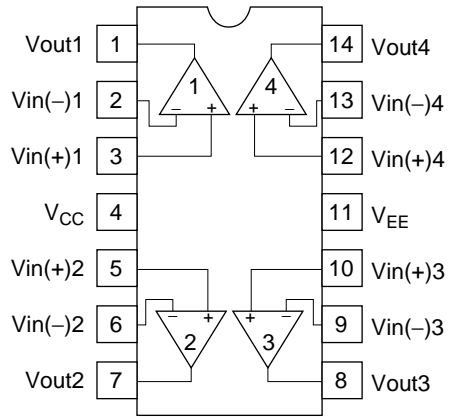 Vout1 1 14 Vout4
1 4
Vin(−)1 2 − + + − 13 Vin(−)4
Vin(+)1 3 12 Vin(+)4
VCC 4 11 VEE
Vin(+)2 5 10 Vin(+)3
− + + −
Vin(−)2 6 9 Vin(−)3
2 3
Vout2 7 8 Vout3